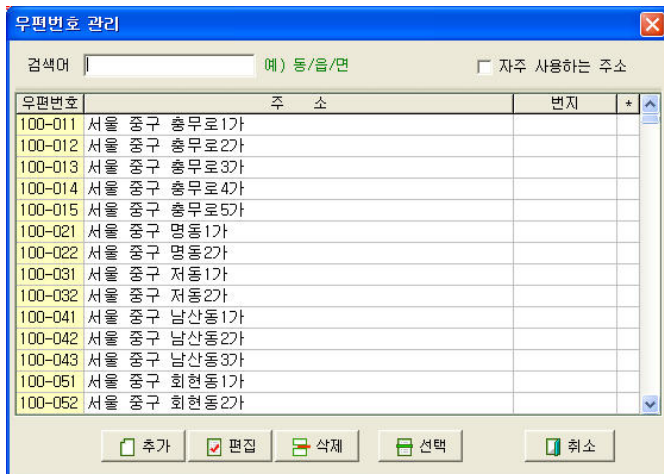 우편번호 관리
검색어 예) 동/읍/면 자주 사용하는 주소
우편번호 주 소 번지 *
100-011 서울 중구 충무로1가
100-012 서울 중구 충무로2가
100-013 서울 중구 충무로3가
100-014 서울 중구 충무로4가
100-015 서울 중구 충무로5가
100-021 서울 중구 명동1가
100-022 서울 중구 명동2가
100-031 서울 중구 저동1가
100-032 서울 중구 저동2가
100-041 서울 중구 남산동1가
100-042 서울 중구 남산동2가
100-043 서울 중구 남산동3가
100-051 서울 중구 회현동1가
100-052 서울 중구 회현동2가
추가 편집 삭제 선택 취소